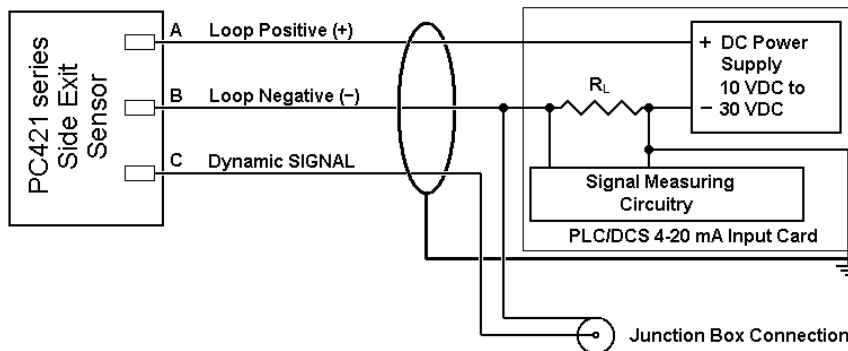 PC421 series
Side Exit
Sensor
A Loop Positive (+)
B Loop Negative (−)
C Dynamic SIGNAL
RL
+ DC Power
Supply
10 VDC to
− 30 VDC
Signal Measuring
Circuitry
PLC/DCS 4-20 mA Input Card
Junction Box Connection